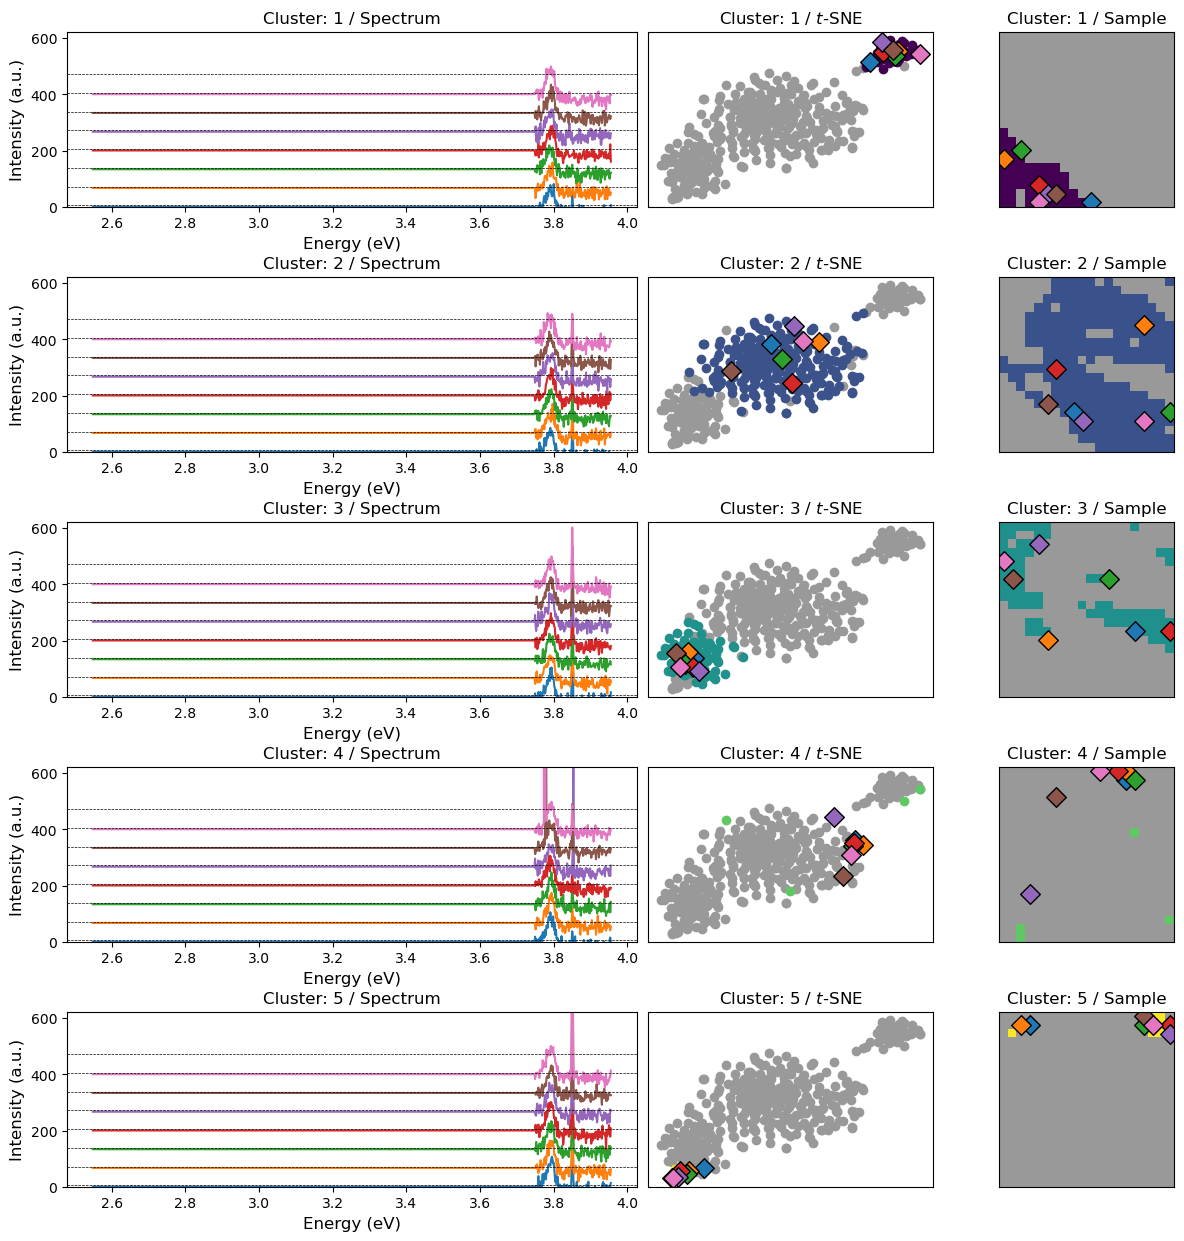 Cluster: 1 / Spectrum
Cluster: 1 / t-SNE
Cluster: 1 / Sample
Intensity (a.u.)
600
400
200
0
2.6 2.8 3.0 3.2 3.4 3.6 3.8 4.0
Energy (eV)
Cluster: 2 / Spectrum
Cluster: 2 / t-SNE
Cluster: 2 / Sample
Intensity (a.u.)
600
400
200
0
2.6 2.8 3.0 3.2 3.4 3.6 3.8 4.0
Energy (eV)
Cluster: 3 / Spectrum
Cluster: 3 / t-SNE
Cluster: 3 / Sample
Intensity (a.u.)
600
400
200
0
2.6 2.8 3.0 3.2 3.4 3.6 3.8 4.0
Energy (eV)
Cluster: 4 / Spectrum
Cluster: 4 / t-SNE
Cluster: 4 / Sample
Intensity (a.u.)
600
400
200
0
2.6 2.8 3.0 3.2 3.4 3.6 3.8 4.0
Energy (eV)
Cluster: 5 / Spectrum
Cluster: 5 / t-SNE
Cluster: 5 / Sample
Intensity (a.u.)
600
400
200
0
2.6 2.8 3.0 3.2 3.4 3.6 3.8 4.0
Energy (eV)